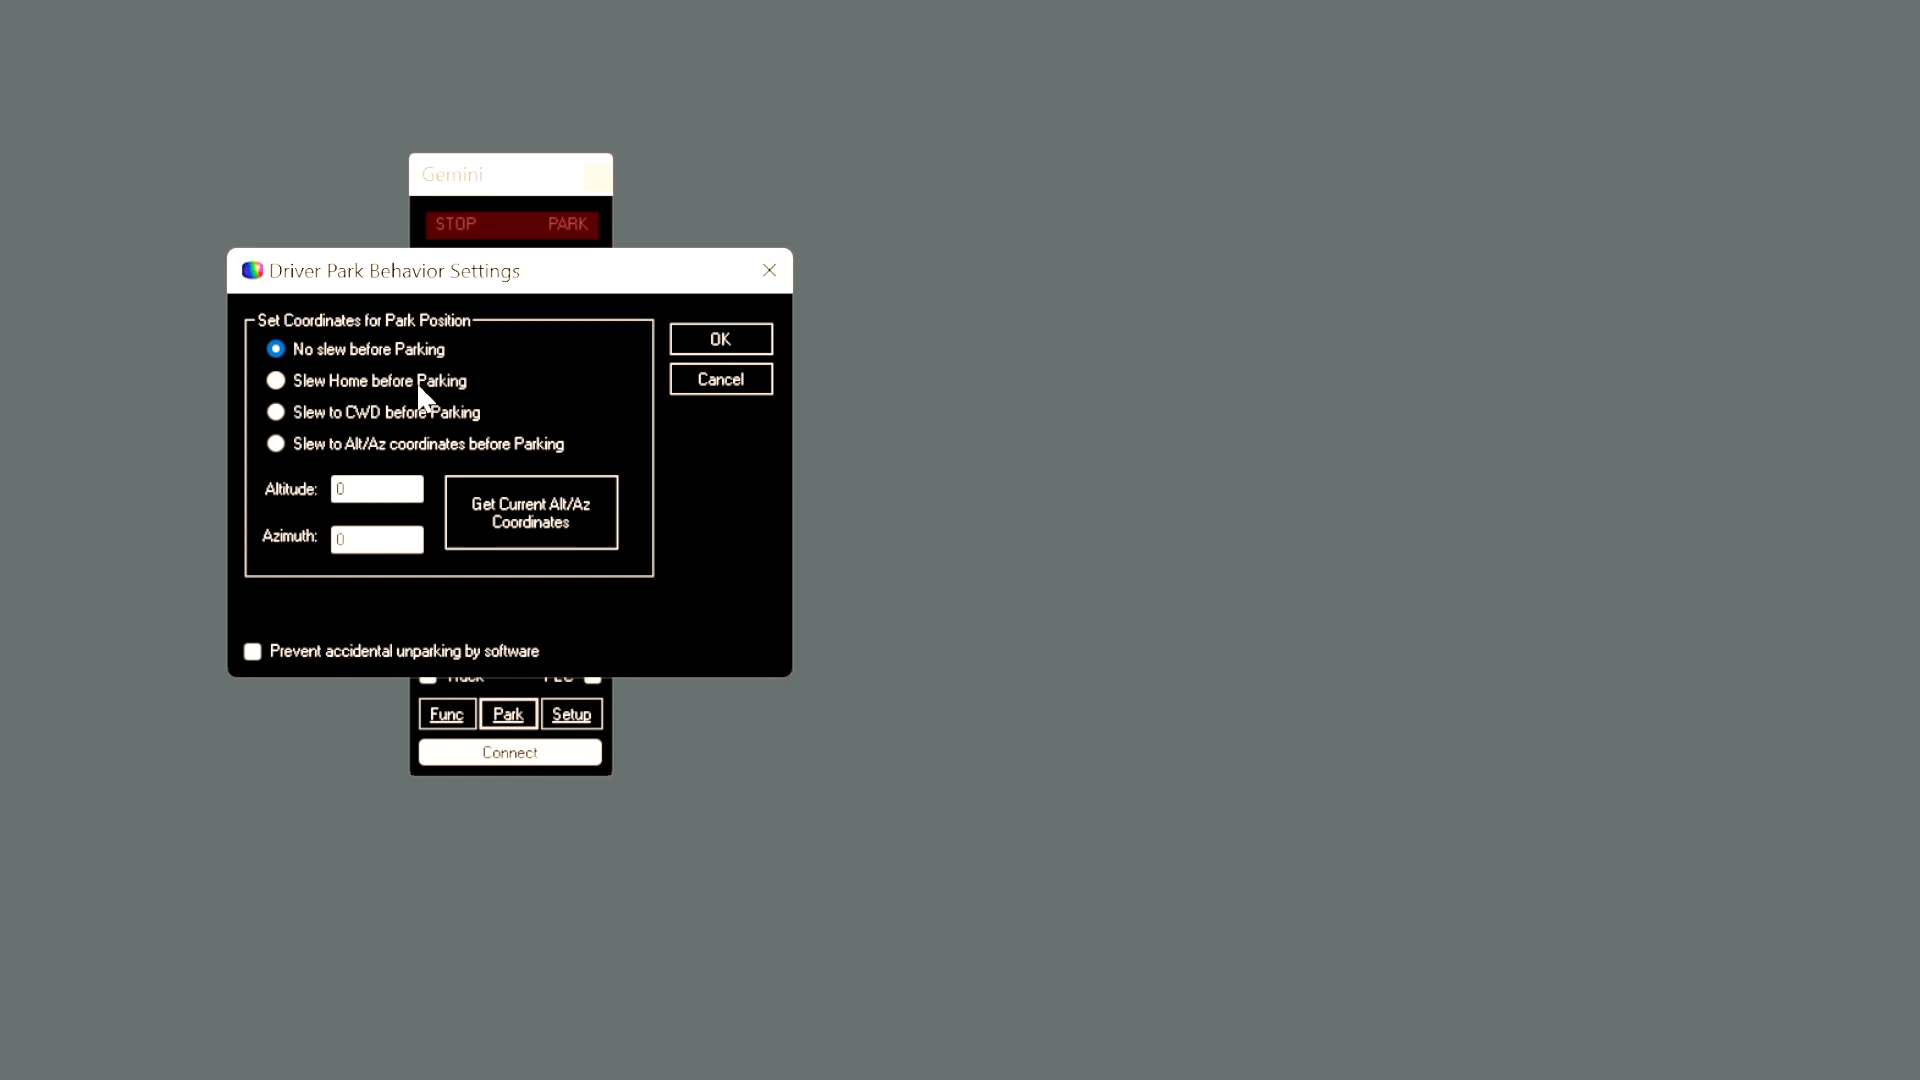 Gemini
STOP PARK
Driver Park Behavior Settings
Set Coordinates for Park Position
No slew before Parking
Slew Home before Parking
Slew to CWD before Parking
Slew to Alt/Az coordinates before Parking
OK
Cancel
Altitude: 0
Azimuth: 0
Get Current Alt/Az
Coordinates
Prevent accidental unparking by software
Func Park Setup
Connect